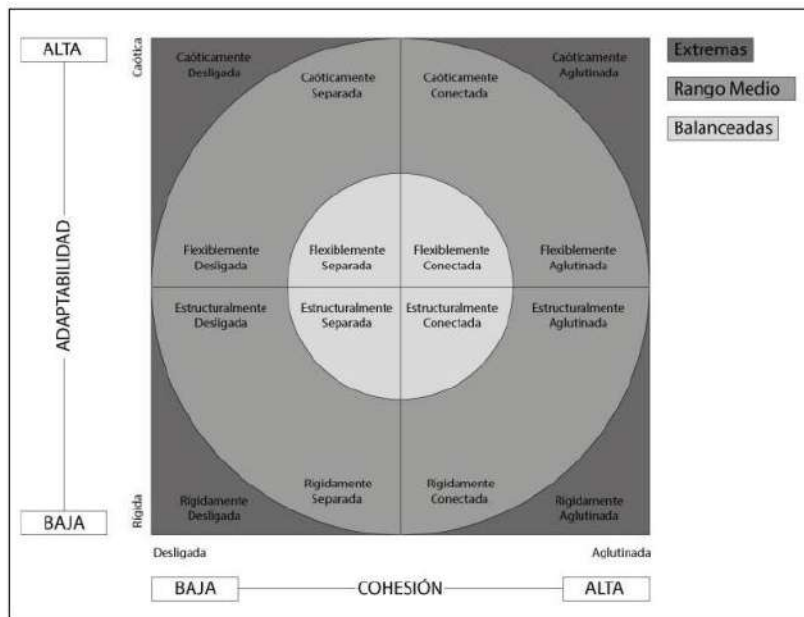 ALTA
Caótica
Caóticamente
Desligada
Caóticamente
Separada
Caóticamente
Conectada
Caóticamente
Aglutinada
Extremas
Rango Medio
Balanceadas
ADAPTABILIDAD
Flexiblemente
Desligada
Flexiblemente
Separada
Flexiblemente
Conectada
Flexiblemente
Aglutinada
Estructuralmente
Desligada
Estructuralmente
Separada
Estructuralmente
Conectada
Estructuralmente
Aglutinada
Rígidamente
Desligada
Rígidamente
Separada
Rígidamente
Conectada
Rígidamente
Aglutinada
BAJA
Rígida
Desligada
Aglutinada
BAJA
COHESIÓN
ALTA